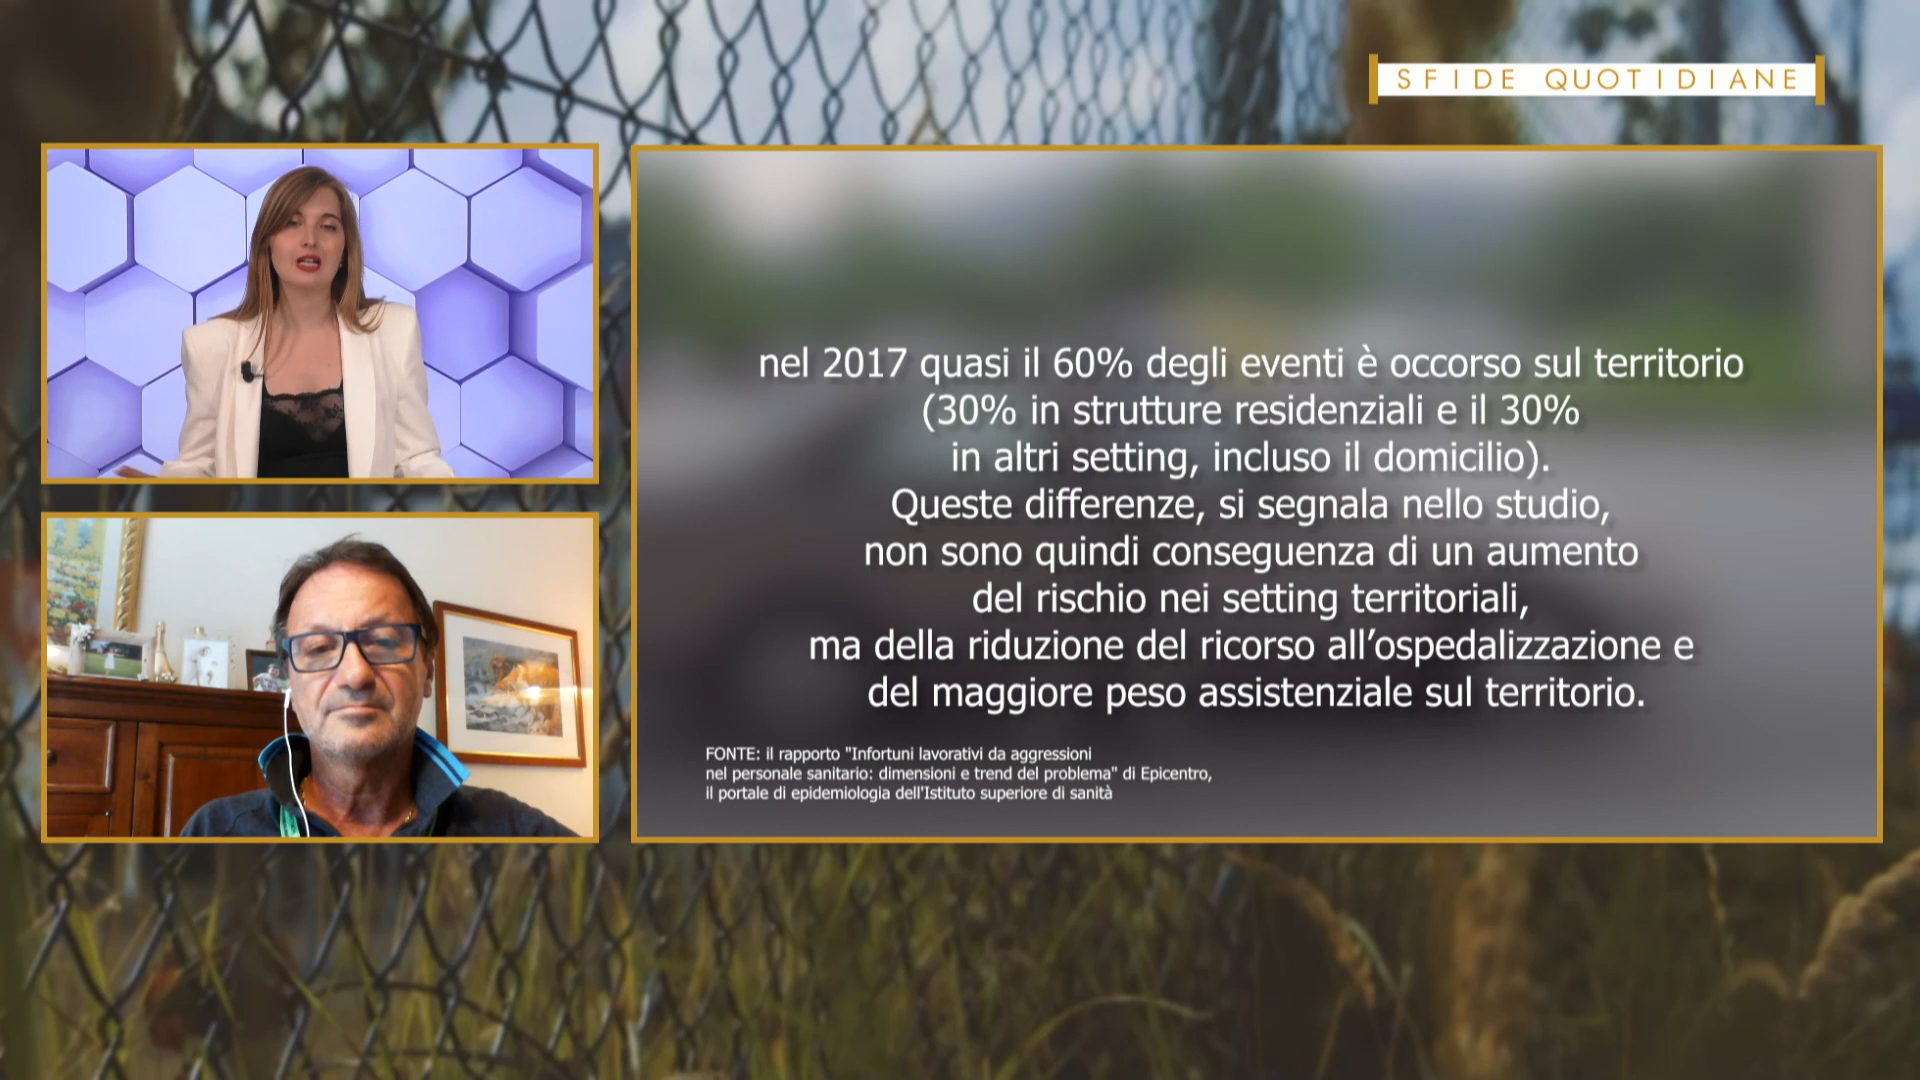 SFIDE QUOTIDIANE
nel 2017 quasi il 60% degli eventi è occorso sul territorio
(30% in strutture residenziali e il 30%
in altri setting, incluso il domicilio).
Queste differenze, si segnala nello studio,
non sono quindi conseguenza di un aumento
del rischio nei setting territoriali,
ma della riduzione del ricorso all’ospedalizzazione e
del maggiore peso assistenziale sul territorio.
FONTE: il rapporto "Infortuni lavorativi da aggressioni
nel personale sanitario: dimensioni e trend del problema" di Epicentro,
il portale di epidemiologia dell'Istituto superiore di sanità